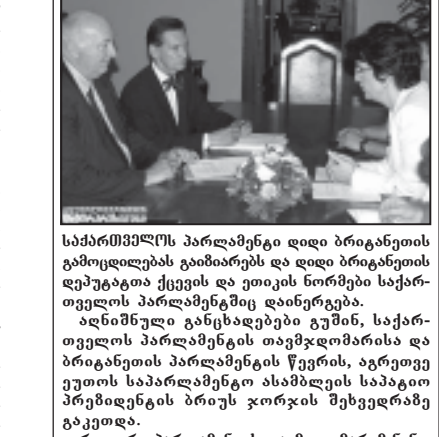 საქართველოს პარლამენტი დიდი ბრიტანეთის
გამოცდილებას გაიზიარებს და დიდი ბრიტანეთის
დეპუტატთა ქცევის და ეთიკის ნორმები საქარ-
თველოს პარლამენტშიც დაინერგება.
აღნიშნული განცხადებები გუშინ, საქარ-
თველოს პარლამენტის თავმჯდომარისა და
ბრიტანეთის პარლამენტის წევრის, აგრეთვე
ეუთოს საპარლამენტო ასამბლეის საპატიო
პრეზიდენტის ბრიუს ჯორჯის შეხვედრაზე
გაკეთდა.